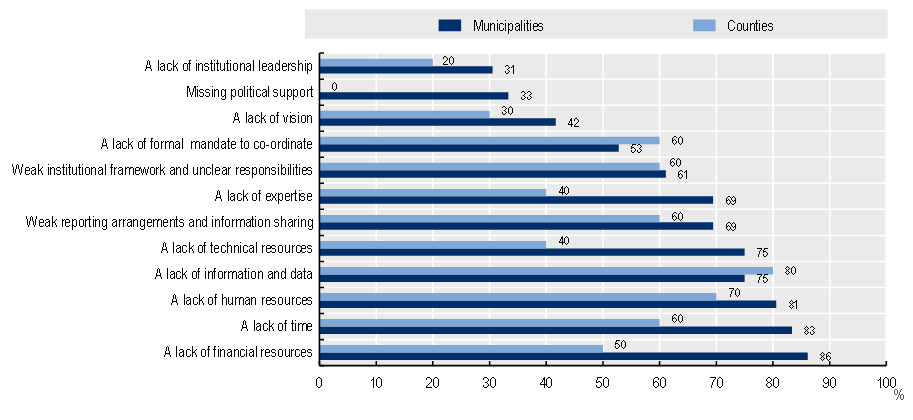 Municipalities Counties
A lack of institutional leadership 20 31
Missing political support 0 33
A lack of vision 30 42
A lack of formal mandate to co-ordinate 60 53
Weak institutional framework and unclear responsibilities 60 61
A lack of expertise 40 69
Weak reporting arrangements and information sharing 60 69
A lack of technical resources 40 75
A lack of information and data 80 75
A lack of human resources 70 81
A lack of time 60 83
A lack of financial resources 50 86
0 10 20 30 40 50 60 70 80 90 100
%